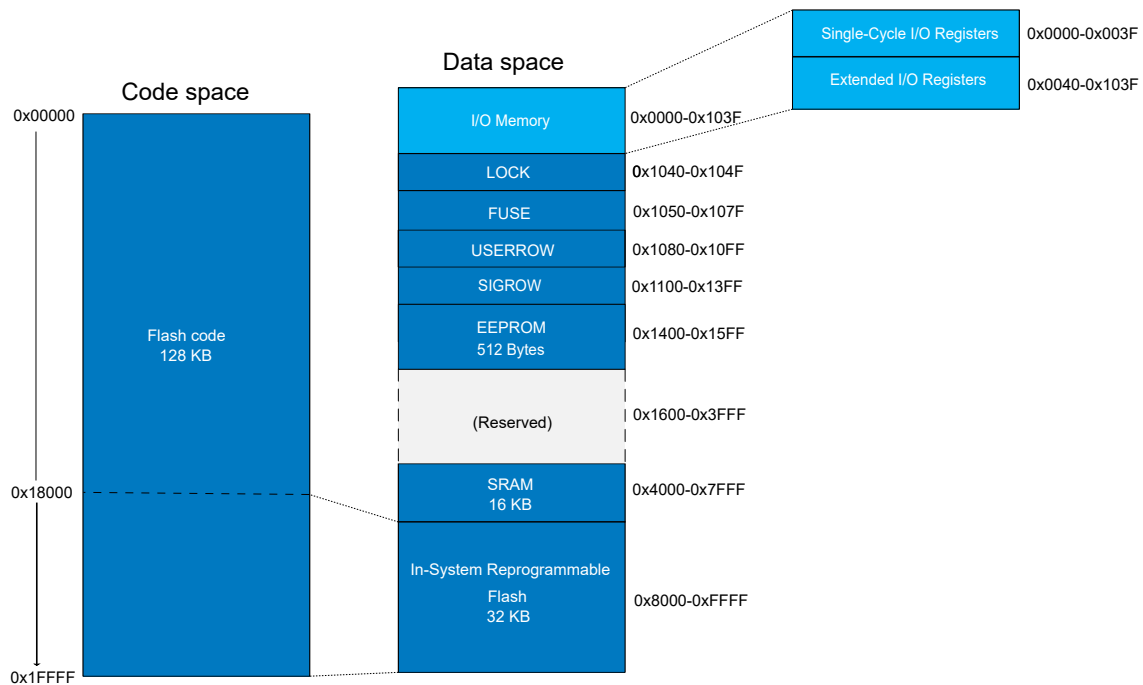 Code space
0x00000
Flash code
128 KB
0x18000
0x1FFFF
Data space
I/O Memory
0x0000-0x103F
LOCK
0x1040-0x104F
FUSE
0x1050-0x107F
USERROW
0x1080-0x10FF
SIGROW
0x1100-0x13FF
EEPROM
512 Bytes
0x1400-0x15FF
(Reserved)
0x1600-0x3FFF
SRAM
16 KB
0x4000-0x7FFF
In-System Reprogrammable
Flash
32 KB
0x8000-0xFFFF
Single-Cycle I/O Registers
0x0000-0x003F
Extended I/O Registers
0x0040-0x103F